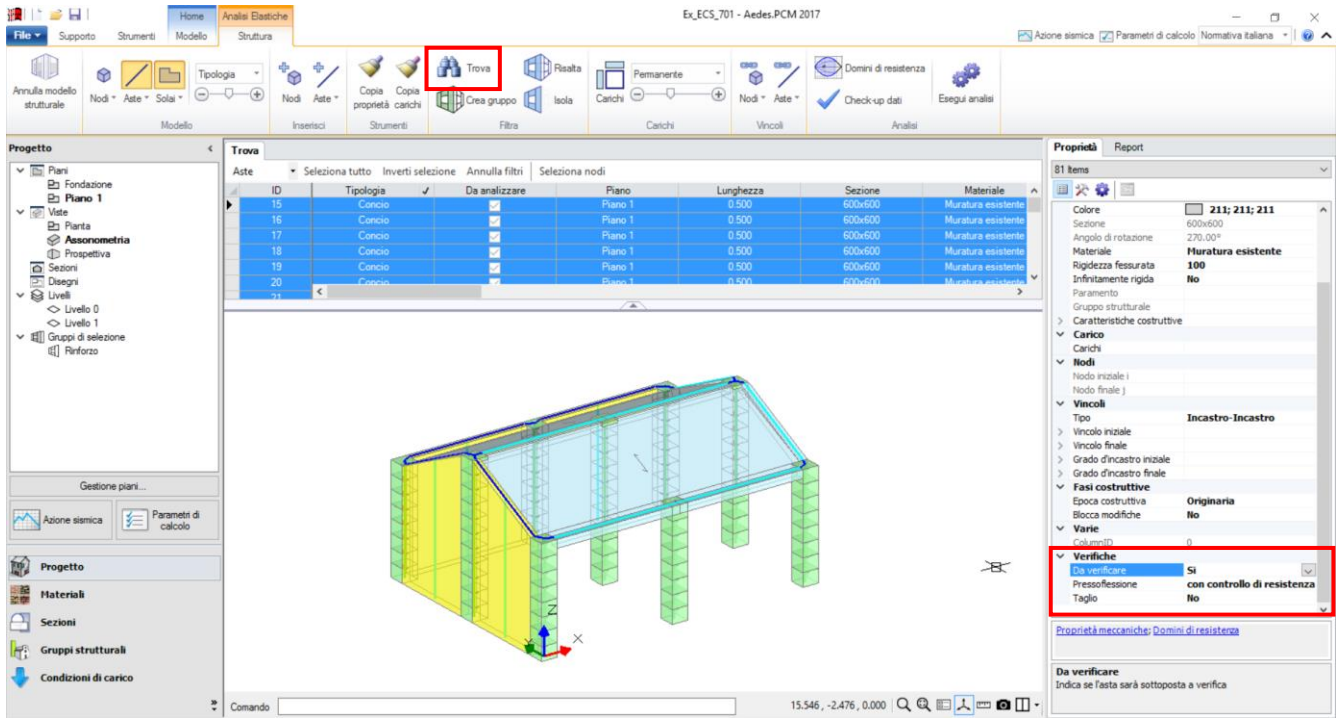 Home
Analisi Elastiche
Ex_ECS_701 - Aedes.PCM 2017
File
Supporto
Strumenti
Modello
Struttura
Azione sismica
Parametri di calcolo
Normativa italiana
Annulla modello
strutturale
Nodi
Aste
Solai
Tipologia
Modello
Nodi
Aste
Inserisci
Copia
proprietà
Copia
carichi
Strumenti
Trova
Crea gruppo
Risalta
Isola
Filtra
Carichi
Permanente
Carichi
Nodi
Aste
Vincoli
Domini di resistenza
Check-up dati
Esegui analisi
Analisi
Progetto
Piani
Fondazione
Piano 1
Viste
Pianta
Assonometria
Prospettiva
Sezioni
Disegni
Livelli
Livello 0
Livello 1
Gruppi di selezione
Rinforzo
Gestione piani...
Azione sismica
Parametri di
calcolo
Progetto
Materiali
Sezioni
Gruppi strutturali
Condizioni di carico
Trova
Aste Seleziona tutto Inverti selezione Annulla filtri Seleziona nodi
ID Tipologia Da analizzare Piano Lunghezza Sezione Materiale
15 Concio Piano 1 0.500 600x600 Muratura esistente
16 Concio Piano 1 0.500 600x600 Muratura esistente
17 Concio Piano 1 0.500 600x600 Muratura esistente
18 Concio Piano 1 0.500 600x600 Muratura esistente
19 Concio Piano 1 0.500 600x600 Muratura esistente
20 Concio Piano 1 0.500 600x600 Muratura esistente
21
Z
Y
X
Comando
15.546 , -2.476 , 0.000
Proprietà Report
81 Items
Colore 211; 211; 211
Sezione 600x600
Angolo di rotazione 270.00°
Materiale Muratura esistente
Rigidezza fessurata 100
Infinitamente rigida No
Paramento
Gruppo strutturale
Caratteristiche costruttive
Carico
Carichi
Nodi
Nodo iniziale i
Nodo finale j
Vincoli
Tipo Incastro-Incastro
Vincolo iniziale
Vincolo finale
Grado d'incastro iniziale
Grado d'incastro finale
Fasi costruttive
Epoca costruttiva Originaria
Blocca modifiche No
Varie
ColumnID 0
Verifiche
Da verificare Sì
Pressoflessione con controllo di resistenza
Taglio No
Proprietà meccaniche; Domini di resistenza
Da verificare
Indica se l'asta sarà sottoposta a verifica